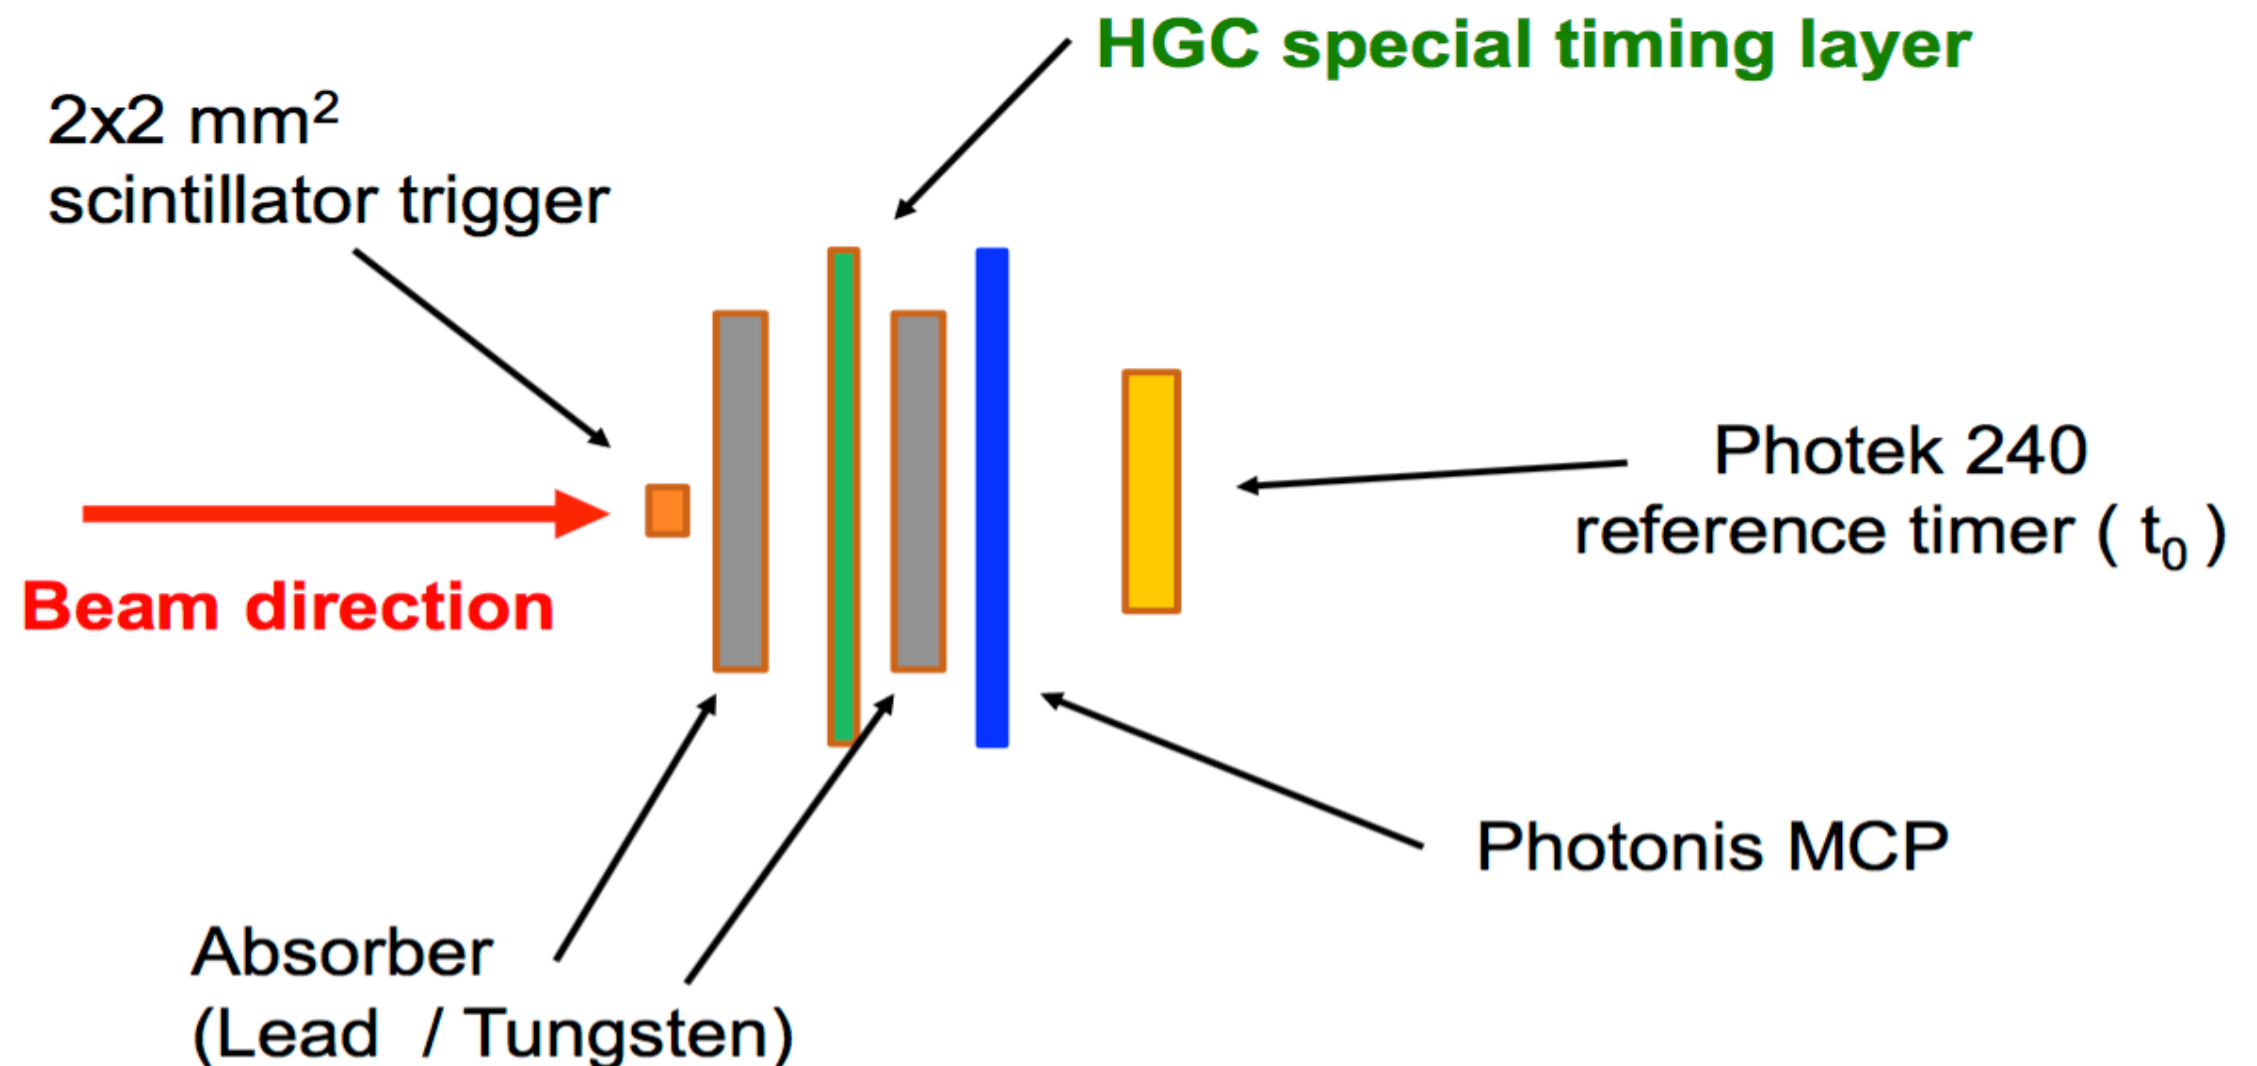 HGC special timing layer
2x2 mm²
scintillator trigger
Beam direction
Photek 240
reference timer ( t₀ )
Photonis MCP
Absorber
(Lead / Tungsten)